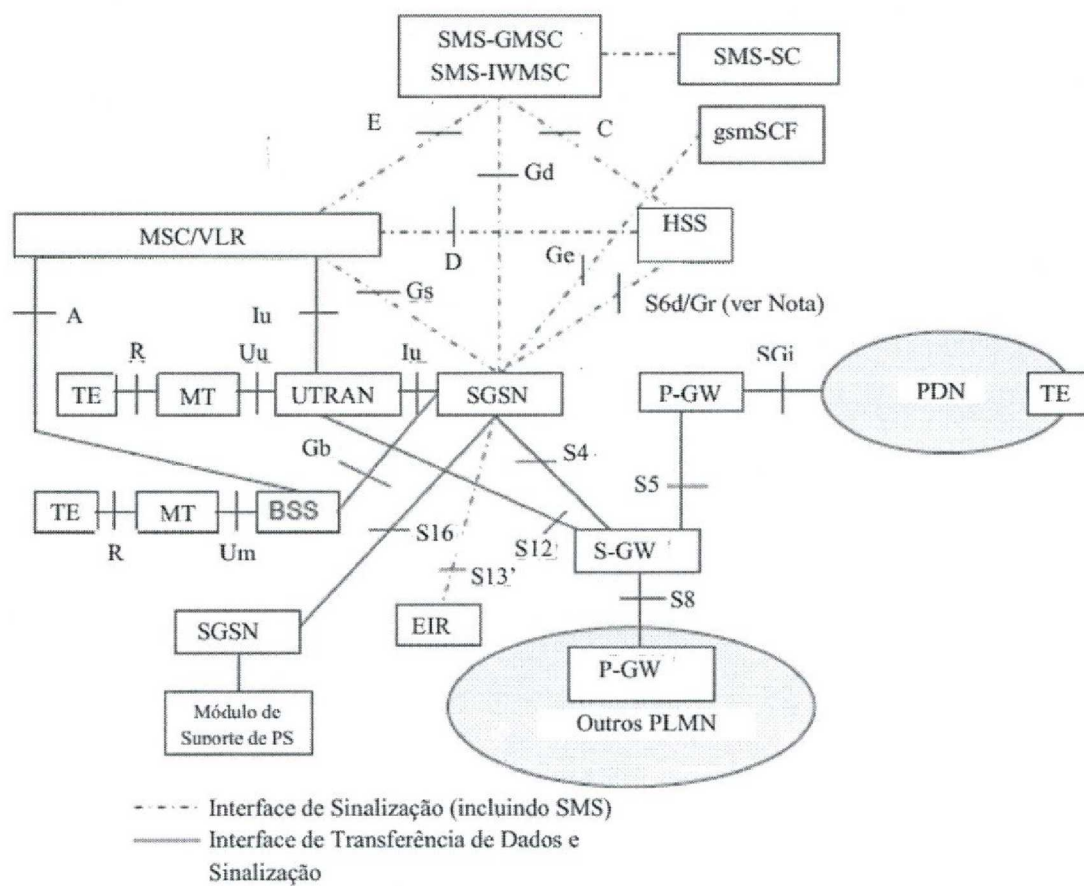 SMS-GMSC
SMS-IWMSC
SMS-SC
E
C
gsmSCF
Gd
MSC/VLR
HSS
D
Ge
Gs
S6d/Gr (ver Nota)
A
Iu
SGi
R
Uu
Iu
TE
MT
UTRAN
SGSN
P-GW
PDN
TE
Gb
S4
S5
TE
MT
BSS
S16
S12
S-GW
R
Um
S13’
S8
SGSN
EIR
P-GW
Módulo de
Suporte de PS
Outros PLMN
Interface de Sinalização (incluindo SMS)
Interface de Transferência de Dados e
Sinalização